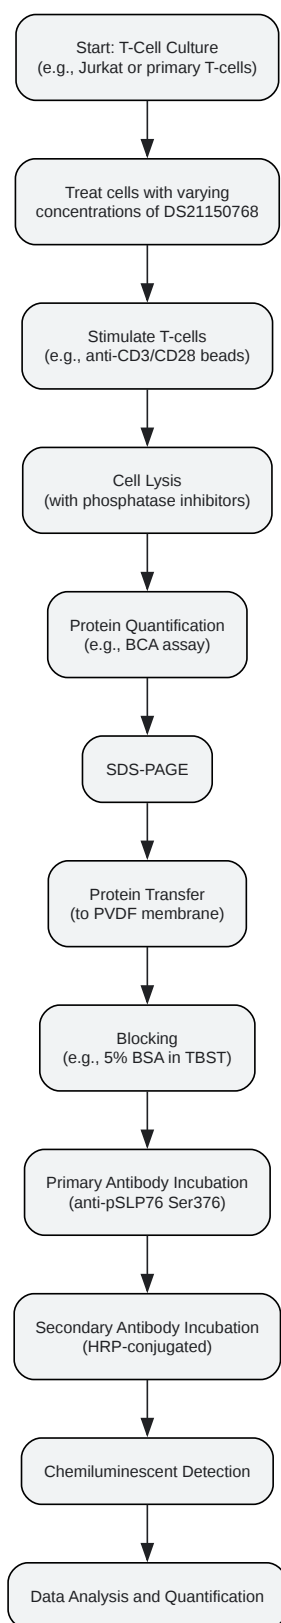 Start: T-Cell Culture
(e.g., Jurkat or primary T-cells)
Treat cells with varying
concentrations of DS21150768
Stimulate T-cells
(e.g., anti-CD3/CD28 beads)
Cell Lysis
(with phosphatase inhibitors)
Protein Quantification
(e.g., BCA assay)
SDS-PAGE
Protein Transfer
(to PVDF membrane)
Blocking
(e.g., 5% BSA in TBST)
Primary Antibody Incubation
(anti-pSLP76 Ser376)
Secondary Antibody Incubation
(HRP-conjugated)
Chemiluminescent Detection
Data Analysis and Quantification